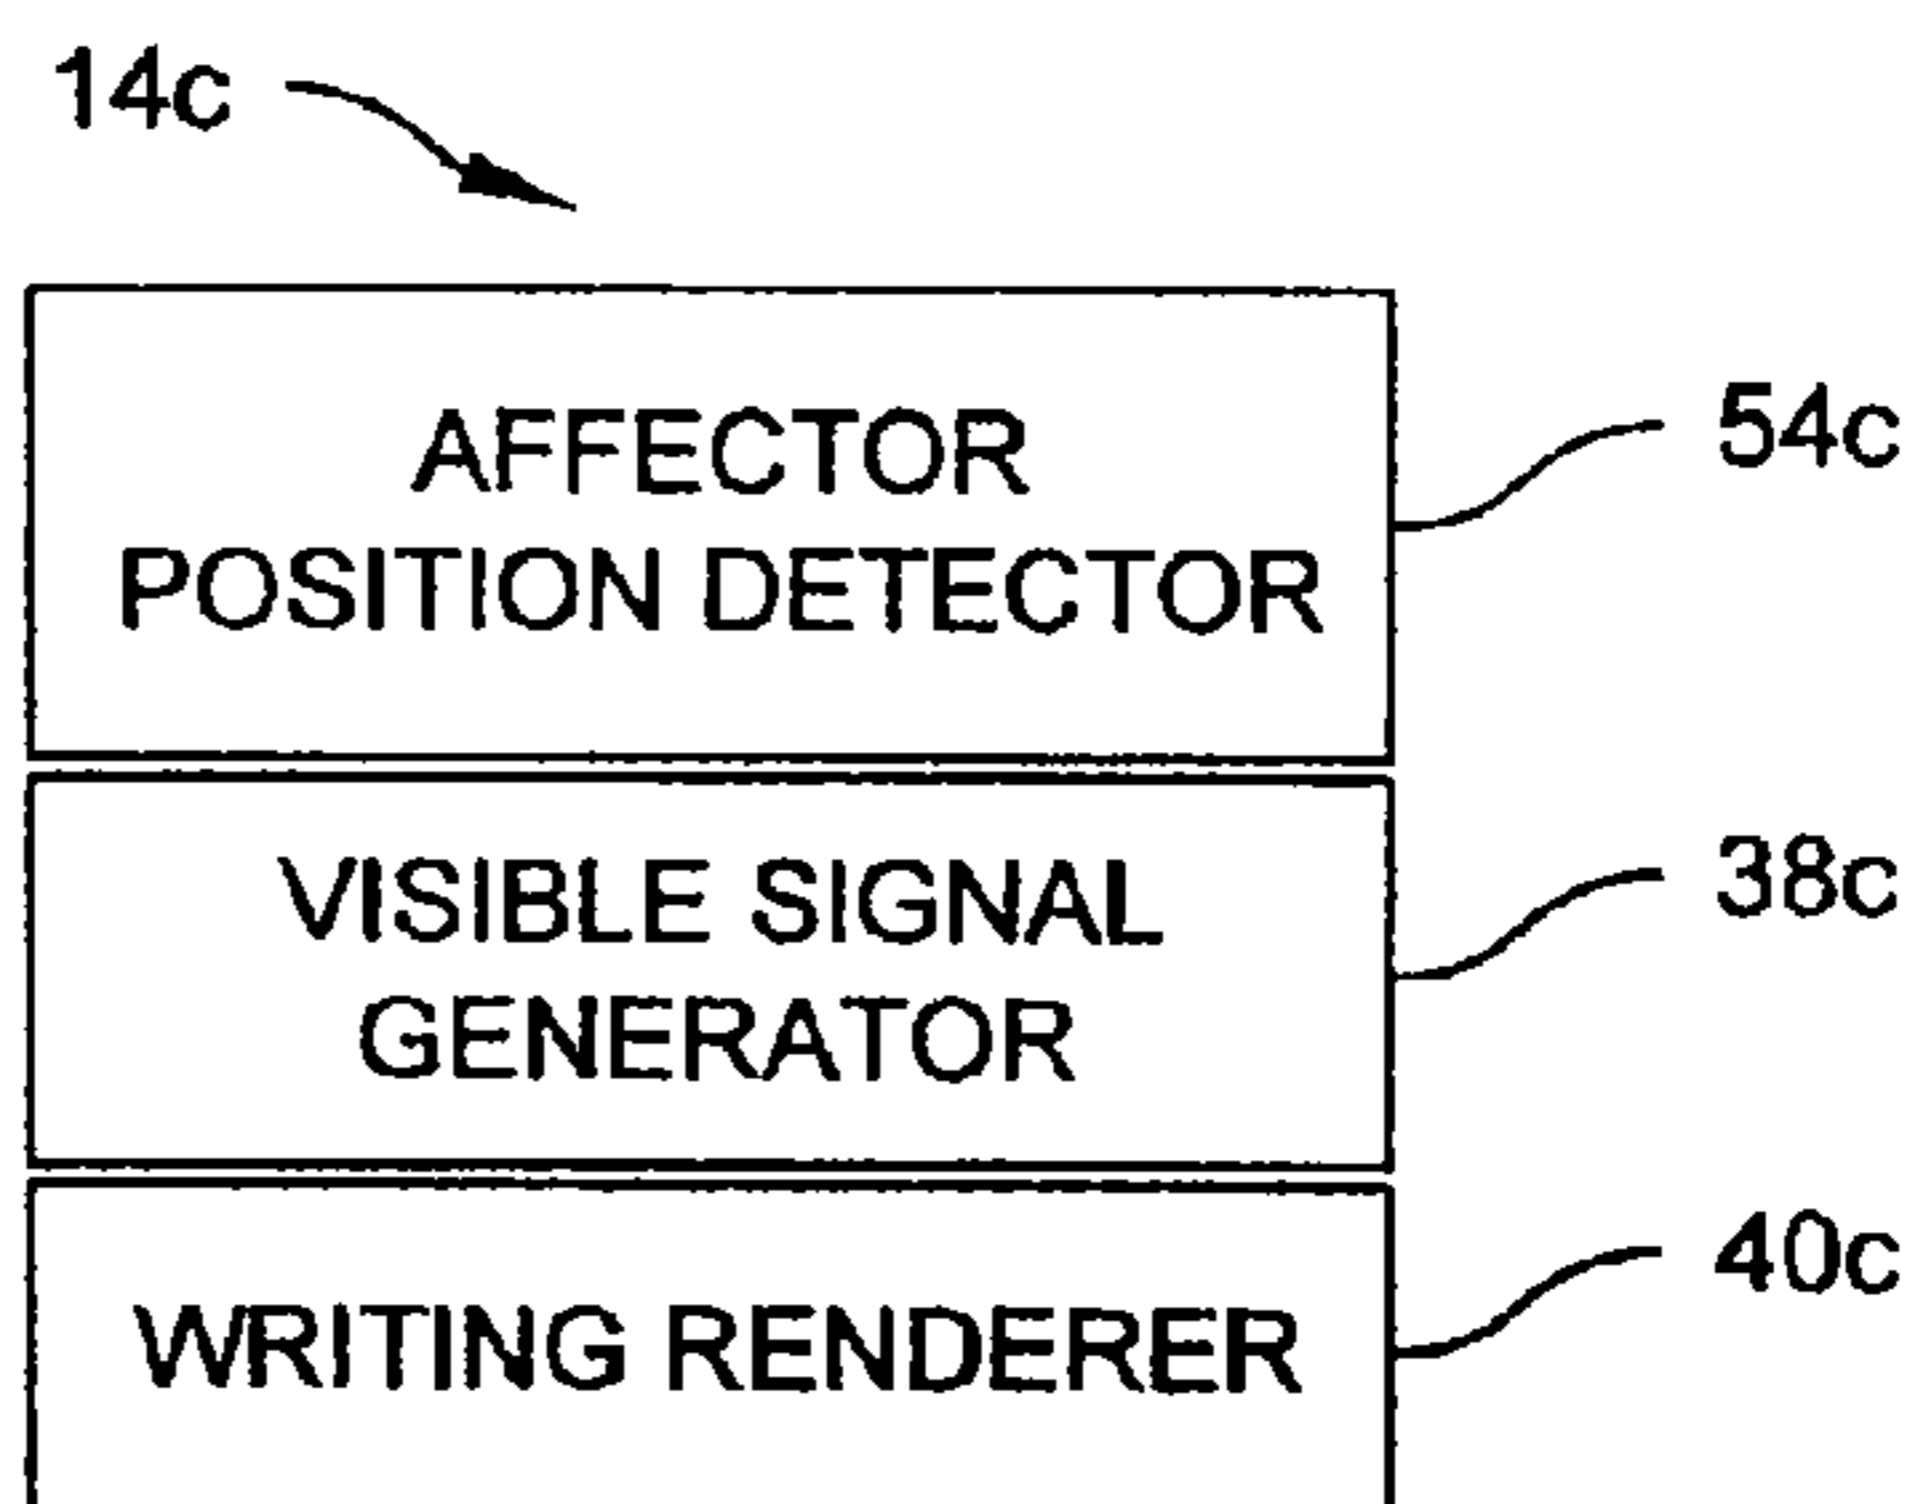 14c
AFFECTOR
POSITION DETECTOR
54c
VISIBLE SIGNAL
GENERATOR
38c
WRITING RENDERER
40c